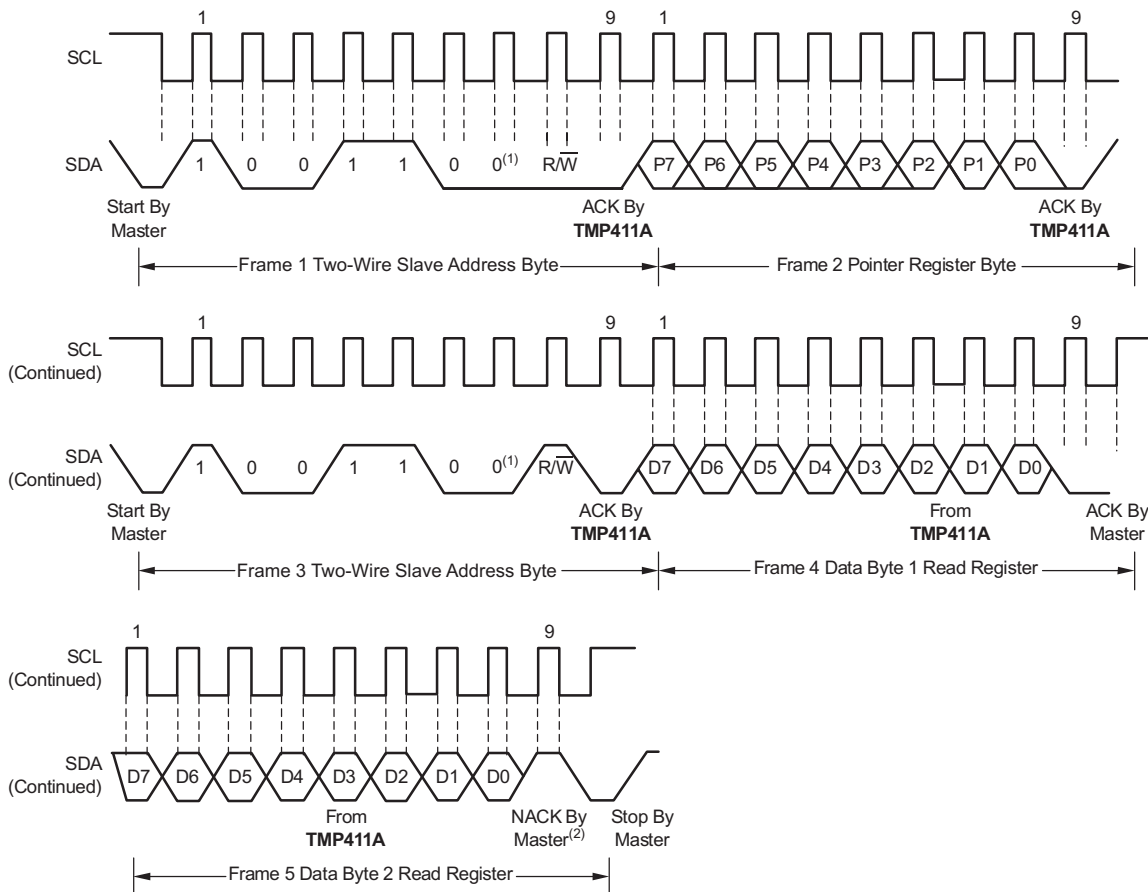 1 9 1 9
SCL
SDA 1 0 0 1 1 0 0(1) R/W̅ P7 P6 P5 P4 P3 P2 P1 P0
Start By Master
ACK By TMP411A
ACK By TMP411A
Frame 1 Two-Wire Slave Address Byte
Frame 2 Pointer Register Byte
1 9 1 9
SCL
(Continued)
SDA
(Continued)
1 0 0 1 1 0 0(1) R/W̅ D7 D6 D5 D4 D3 D2 D1 D0
Start By
Master
ACK By
TMP411A
From
TMP411A
ACK By
Master
Frame 3 Two-Wire Slave Address Byte
Frame 4 Data Byte 1 Read Register
1 9
SCL
(Continued)
SDA
(Continued)
D7 D6 D5 D4 D3 D2 D1 D0
From
TMP411A
NACK By
Master(2)
Stop By
Master
Frame 5 Data Byte 2 Read Register